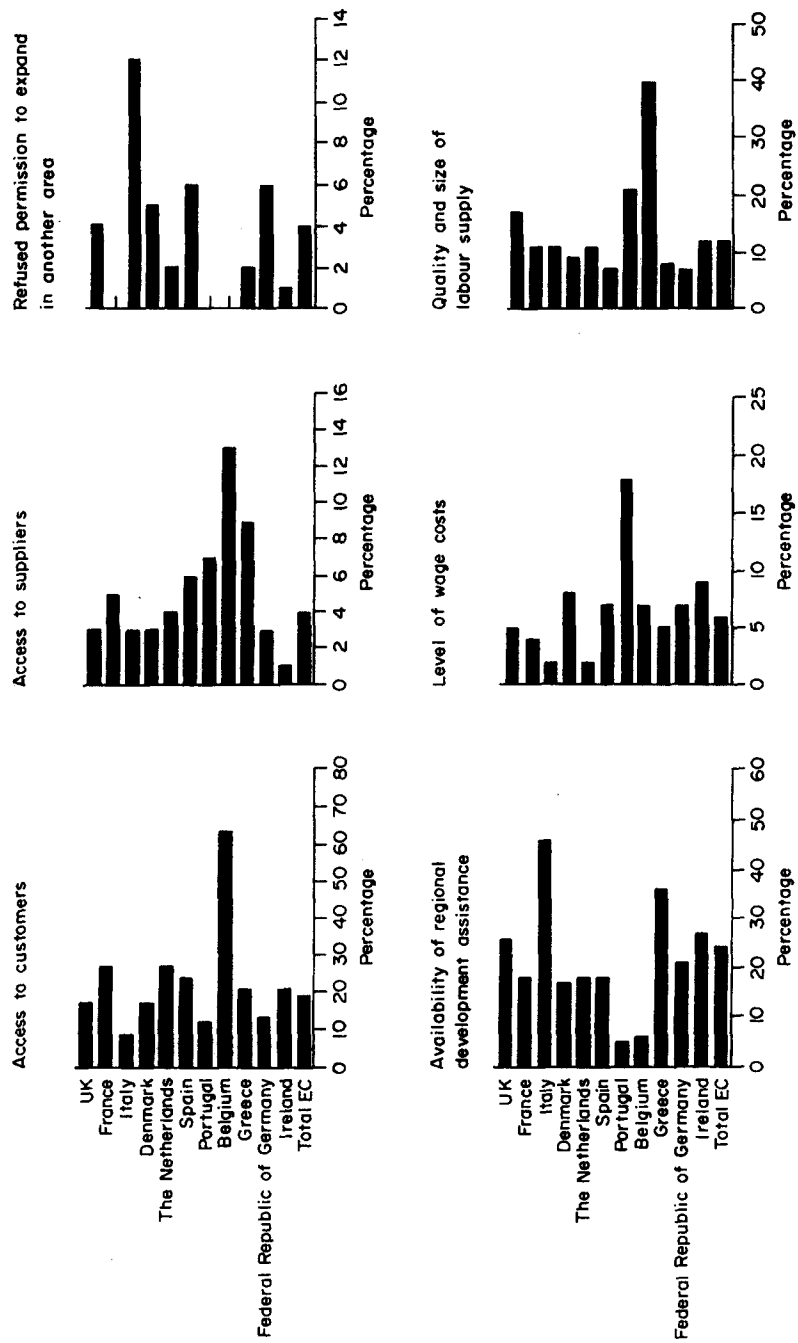 Access to customers
UK
France
Italy
Denmark
The Netherlands
Spain
Portugal
Belgium
Greece
Federal Republic of Germany
Ireland
Total EC
0 10 20 30 40 50 60 70 80
Percentage
Access to suppliers
0 2 4 6 8 10 12 14 16
Percentage
Refused permission to expand
in another area
0 2 4 6 8 10 12 14
Percentage
Availability of regional
development assistance
UK
France
Italy
Denmark
The Netherlands
Spain
Portugal
Belgium
Greece
Federal Republic of Germany
Ireland
Total EC
0 10 20 30 40 50 60
Percentage
Level of wage costs
0 5 10 15 20 25
Percentage
Quality and size of
labour supply
0 10 20 30 40 50
Percentage